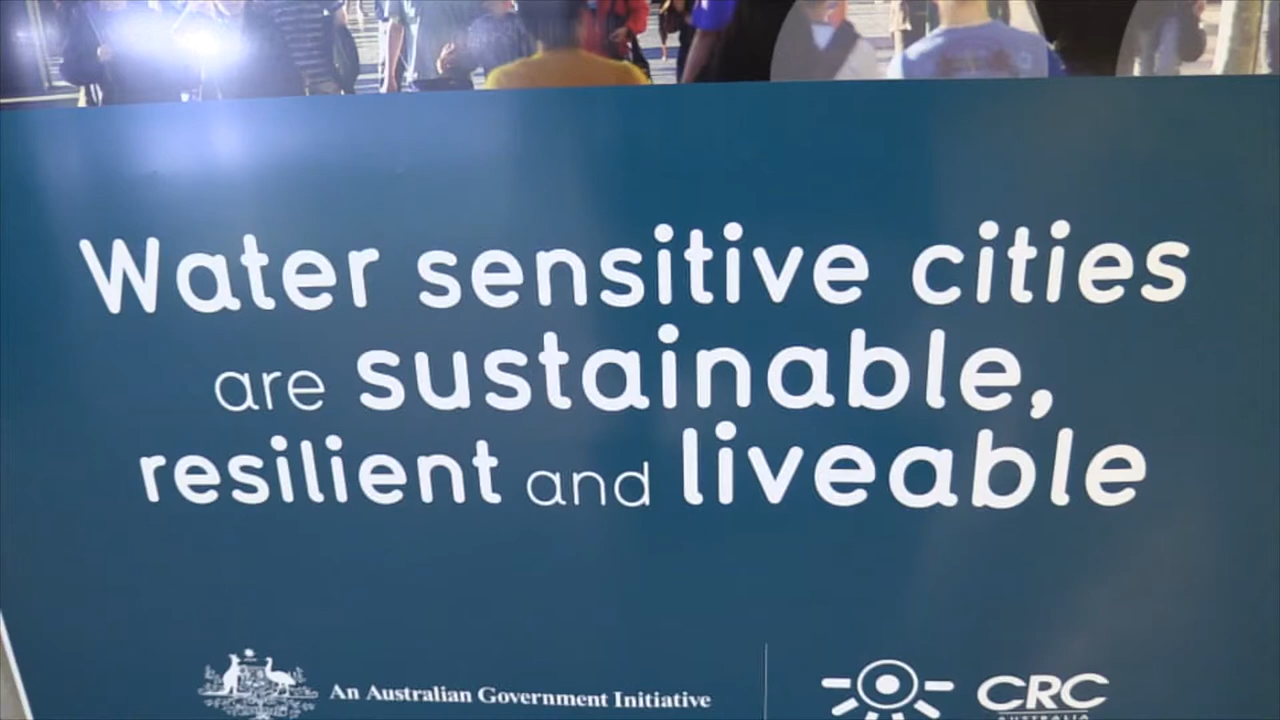 Water sensitive cities
are sustainable,
resilient and liveable
An Australian Government Initiative
CRC
AUSTRALIA